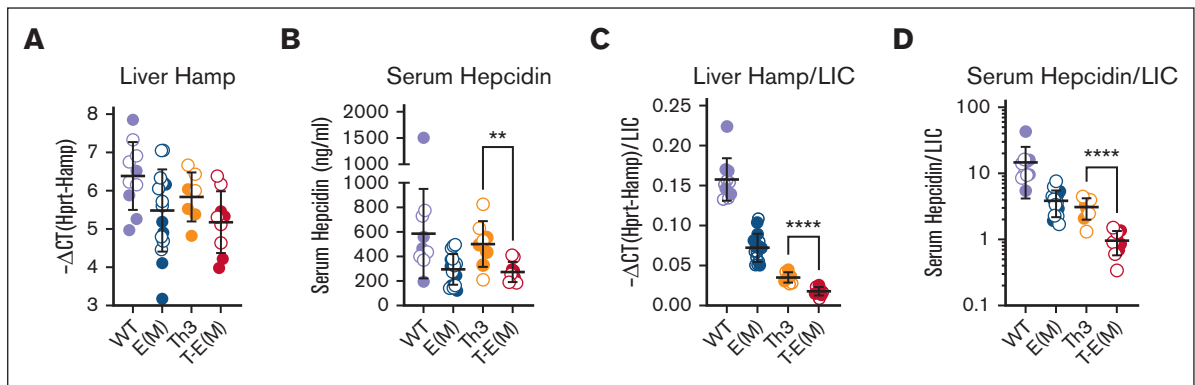 A
Liver Hamp
−ΔCT(Hprt-Hamp)
8
7
6
5
4
3
WT
E(M)
Th3
T-E(M)
B
Serum Hepcidin
Serum Hepcidin (ng/ml)
2000
1500
1000
1000
800
600
400
200
0
**
WT
E(M)
Th3
T-E(M)
C
Liver Hamp/LIC
−ΔCT(Hprt-Hamp)/LIC
0.25
0.20
0.15
0.10
0.05
0.00
****
WT
E(M)
Th3
T-E(M)
D
Serum Hepcidin/LIC
Serum Hepcidin/LIC
100
10
1
0.1
****
WT
E(M)
Th3
T-E(M)